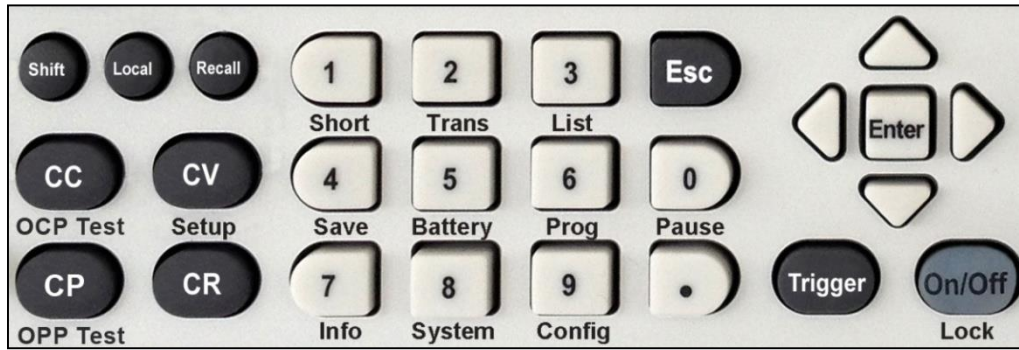 Shift Local Recall 1 2 3 Esc
Short Trans List
Enter
CC CV 4 5 6 0
OCP Test Setup Save Battery Prog Pause
CP CR 7 8 9 . Trigger On/Off
OPP Test Info System Config Lock